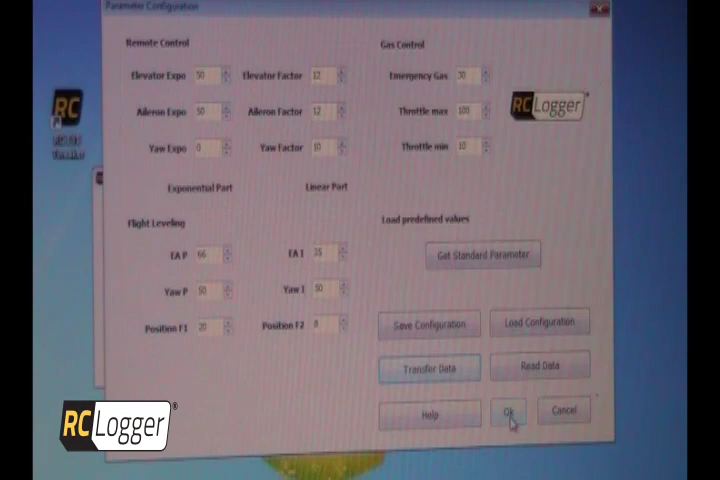 Parameter Configuration
Remote Control
Gas Control
Elevator Expo 50 Elevator Factor 12 Emergency Gas 30
RC Logger
Aileron Expo 50 Aileron Factor 12 Throttle max 100
Yaw Expo 0 Yaw Factor 10 Throttle min 10
Exponential Part Linear Part
Flight Leveling
Load predefined values
EA P 66 EA I 35
Get Standard Parameter
Yaw P 50 Yaw I 50
Position F1 20 Position F2 8
Save Configuration Load Configuration
Transfer Data Read Data
Help Ok Cancel
RC
Tweaker
RC Logger®